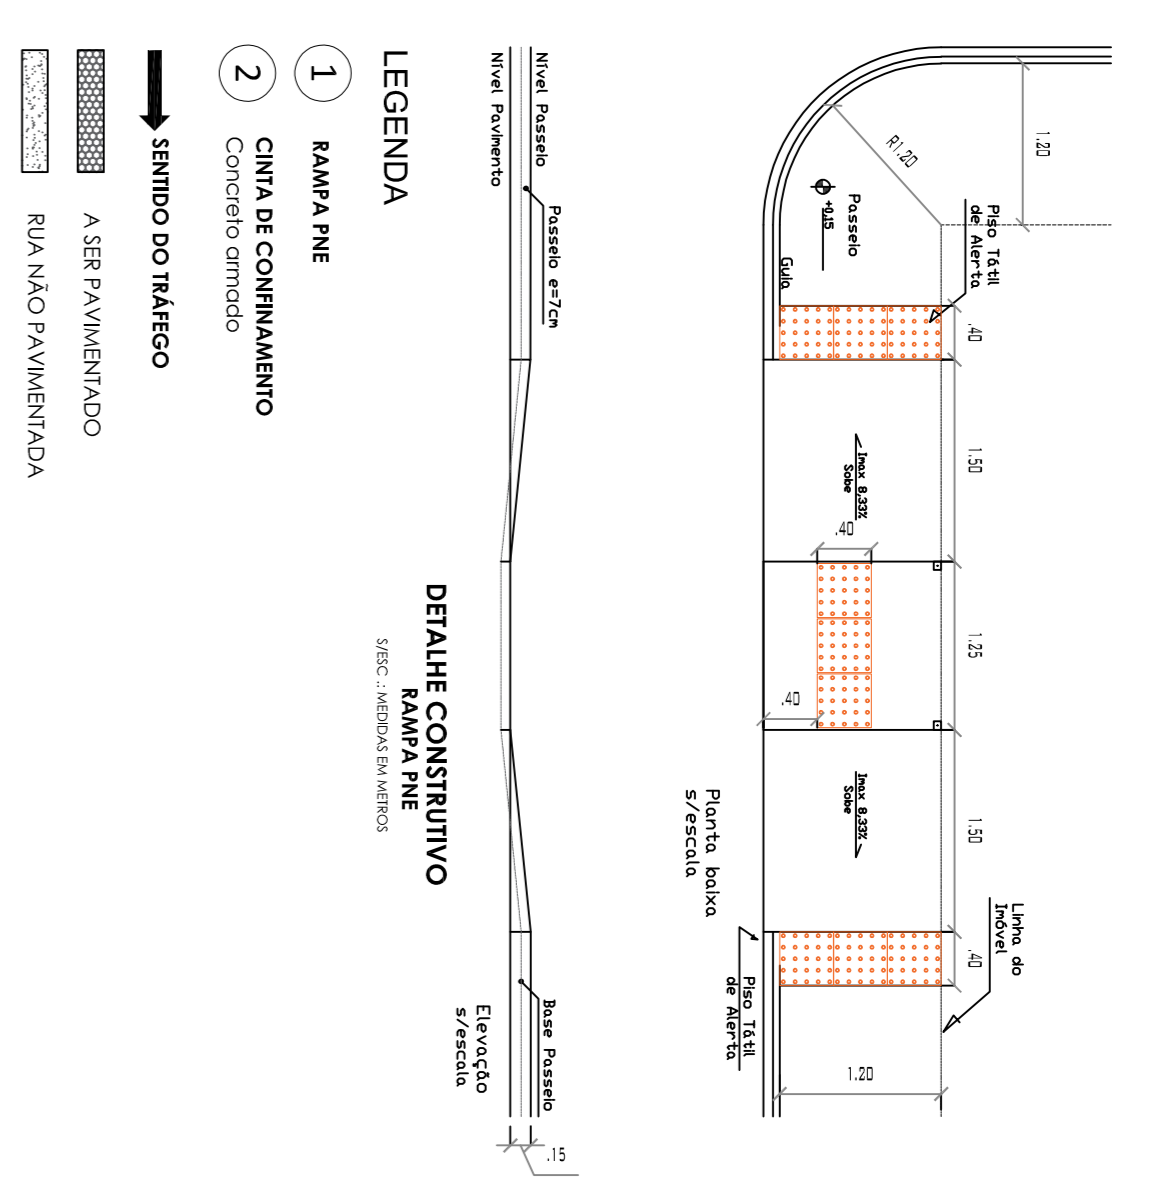 1.20
R1.20
Piso Tátil
de Alerta
Passeio
+0,15
Guia
.40
1.50
Imax 8,33%
Sobe
.40
1.25
.40
Imax 8,33%
Sobe
1.50
Planta baixa
s/escala
Linha do
Imóvel
.40
Piso Tátil
de Alerta
1.20
Nível Passeio
Nível Pavimento
Passeio e=7cm
Base Passeio
Elevação
s/escala
.15
DETALHE CONSTRUTIVO
RAMPA PNE
S/ESC .: MEDIDAS EM METROS
LEGENDA
1 RAMPA PNE
2 CINTA DE CONFINAMENTO
Concreto armado
SENTIDO DO TRÁFEGO
A SER PAVIMENTADO
RUA NÃO PAVIMENTADA